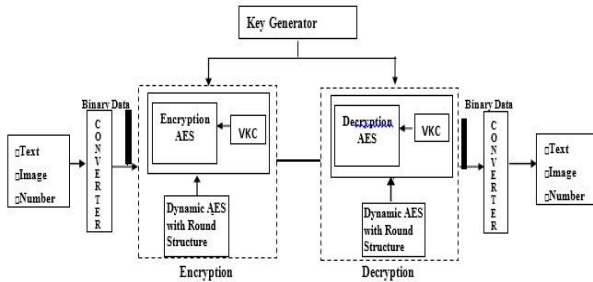 Key Generator
Binary Data
Binary Data
CONVERTER
Encryption
AES
VKC
Decryption
AES
VKC
CONVERTER
▯Text
▯Image
▯Number
▯Text
▯Image
▯Number
Dynamic AES
with Round
Structure
Dynamic AES
with Round
Structure
Encryption
Decryption